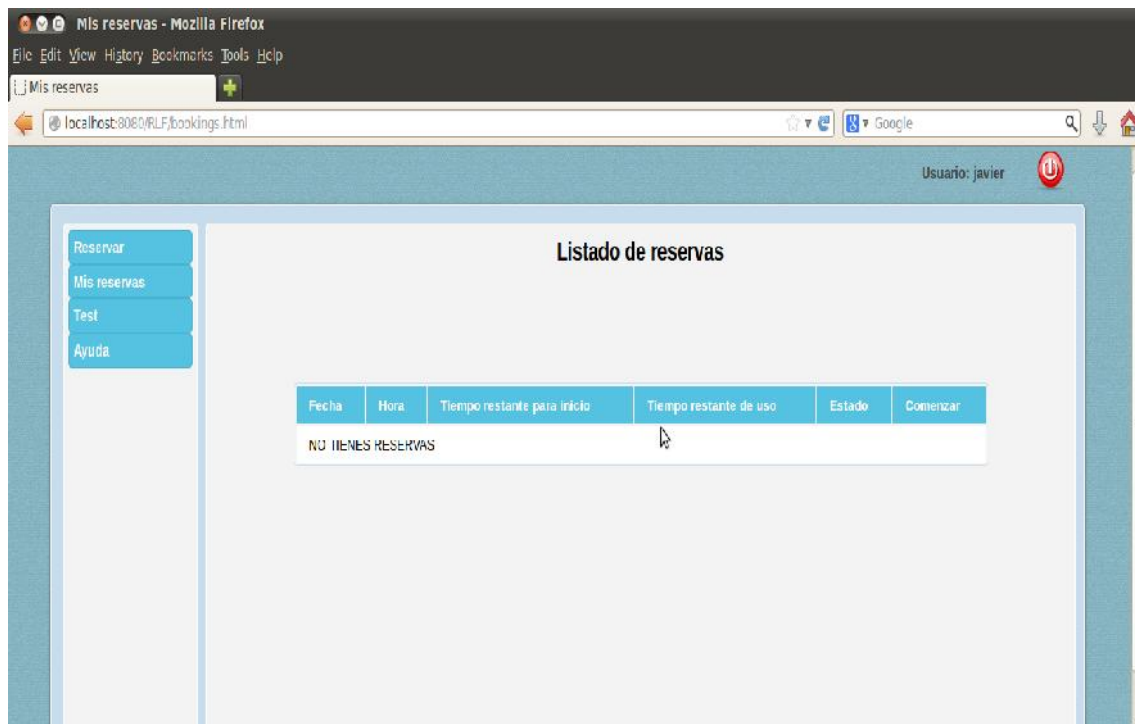 Mis reservas - Mozilla Firefox
File Edit View History Bookmarks Tools Help
Mis reservas
localhost:8080/RLF/bookings.html
Google
Usuario: javier
Reservar
Mis reservas
Test
Ayuda
Listado de reservas
Fecha Hora Tiempo restante para inicio Tiempo restante de uso Estado Comenzar
NO TIENES RESERVAS